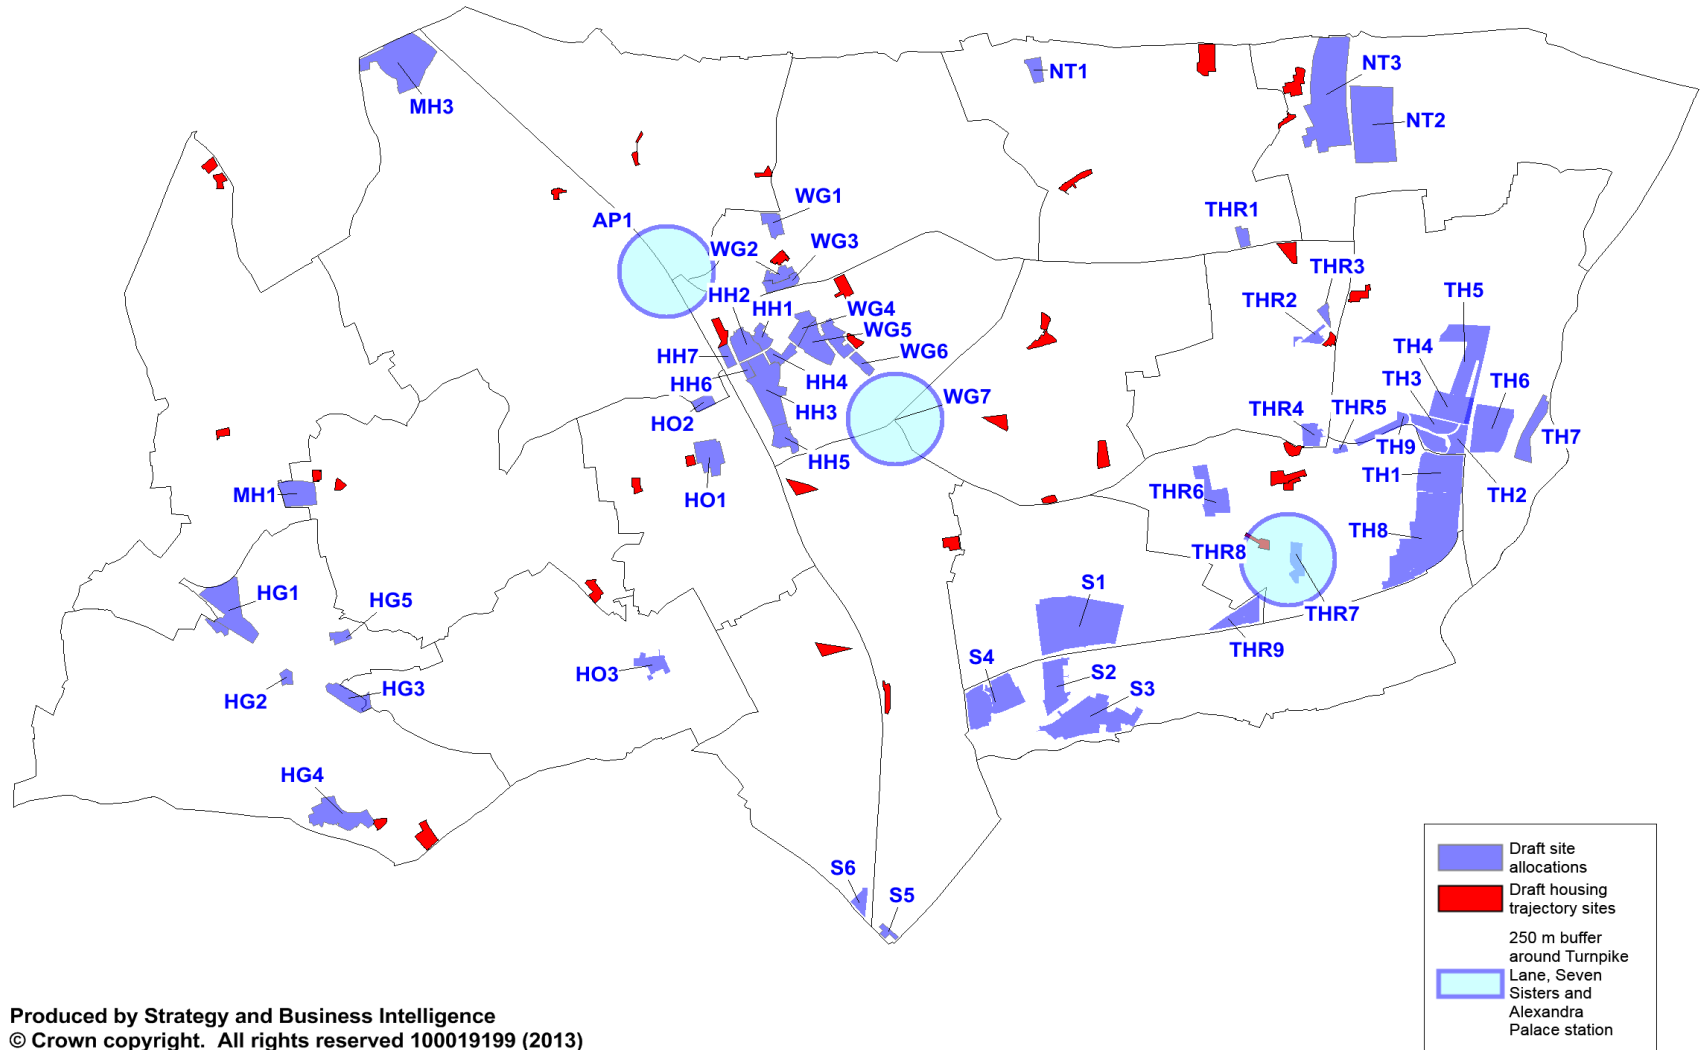 NT1
NT3
MH3
NT2
WG1
THR1
AP1
WG2
WG3
THR3
HH2
THR2
TH5
HH1
WG4
WG5
TH4
WG6
HH7
TH3
TH6
HH6
HH4
WG7
HH3
THR4
THR5
HO2
TH7
TH9
HH5
TH1
MH1
HO1
THR6
TH2
TH8
THR8
S1
HG1
HG5
THR7
THR9
S4
HO3
S2
HG2
HG3
S3
HG4
S6
S5
Draft site
allocations
Draft housing
trajectory sites
250 m buffer
around Turnpike
Lane, Seven
Sisters and
Alexandra
Palace station
Produced by Strategy and Business Intelligence
© Crown copyright. All rights reserved 100019199 (2013)